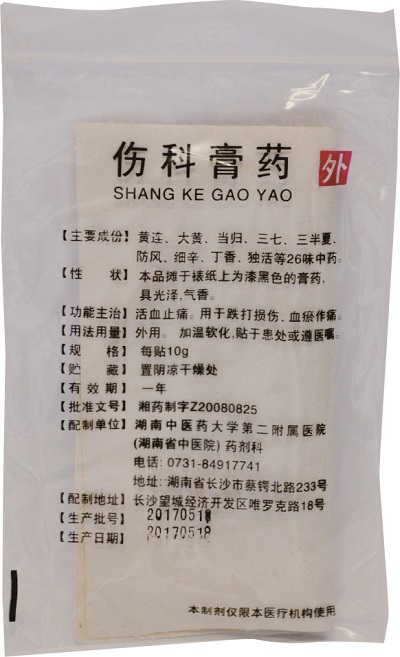 伤科膏药
外
SHANG KE GAO YAO
【主要成份】黄连、大黄、当归、三七、三半夏、
防风、细辛、丁香、独活等26味中药。
【性 状】本品摊于裱纸上为漆黑色的膏药,
具光泽,气香。
【功能主治】活血止痛。用于跌打损伤、血瘀作痛。
【用法用量】外用。 加温软化,贴于患处或遵医嘱。
【规 格】每贴10g
【贮 藏】置阴凉干燥处
【有 效 期】一年
【批准文号】湘药制字Z20080825
【配制单位】湖南中医药大学第二附属医院
(湖南省中医院) 药剂科
电话: 0731-84917741
地址: 湖南省长沙市蔡锷北路233号
【配制地址】长沙望城经济开发区唯罗克路18号
【生产批号】20170518
【生产日期】20170518
本制剂仅限本医疗机构使用